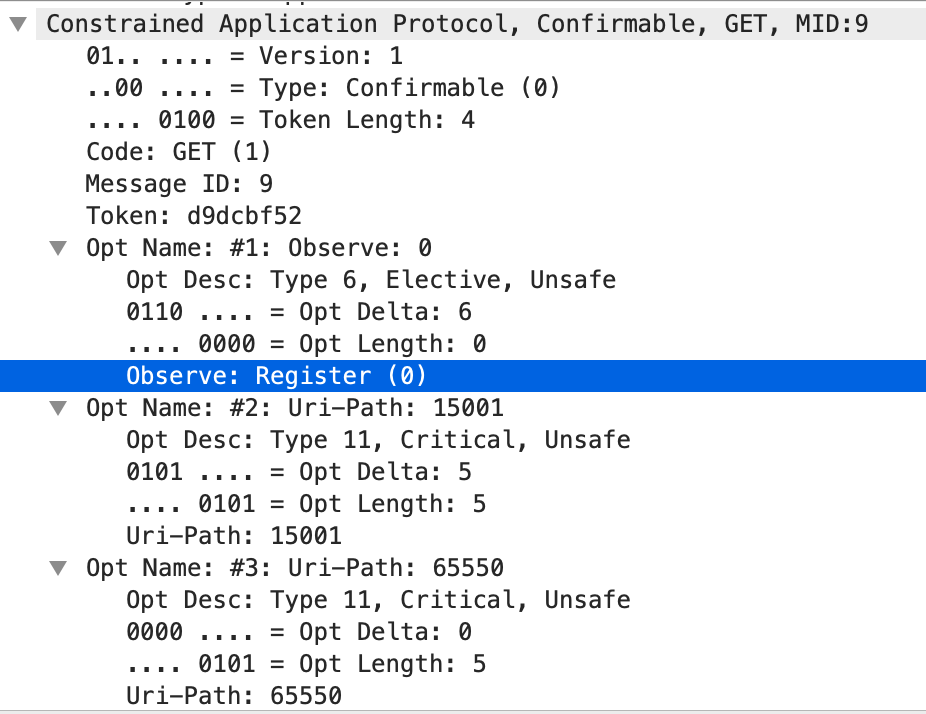 Constrained Application Protocol, Confirmable, GET, MID:9
01.. .... = Version: 1
..00 .... = Type: Confirmable (0)
.... 0100 = Token Length: 4
Code: GET (1)
Message ID: 9
Token: d9dcbf52
Opt Name: #1: Observe: 0
Opt Desc: Type 6, Elective, Unsafe
0110 .... = Opt Delta: 6
.... 0000 = Opt Length: 0
Observe: Register (0)
Opt Name: #2: Uri-Path: 15001
Opt Desc: Type 11, Critical, Unsafe
0101 .... = Opt Delta: 5
.... 0101 = Opt Length: 5
Uri-Path: 15001
Opt Name: #3: Uri-Path: 65550
Opt Desc: Type 11, Critical, Unsafe
0000 .... = Opt Delta: 0
.... 0101 = Opt Length: 5
Uri-Path: 65550